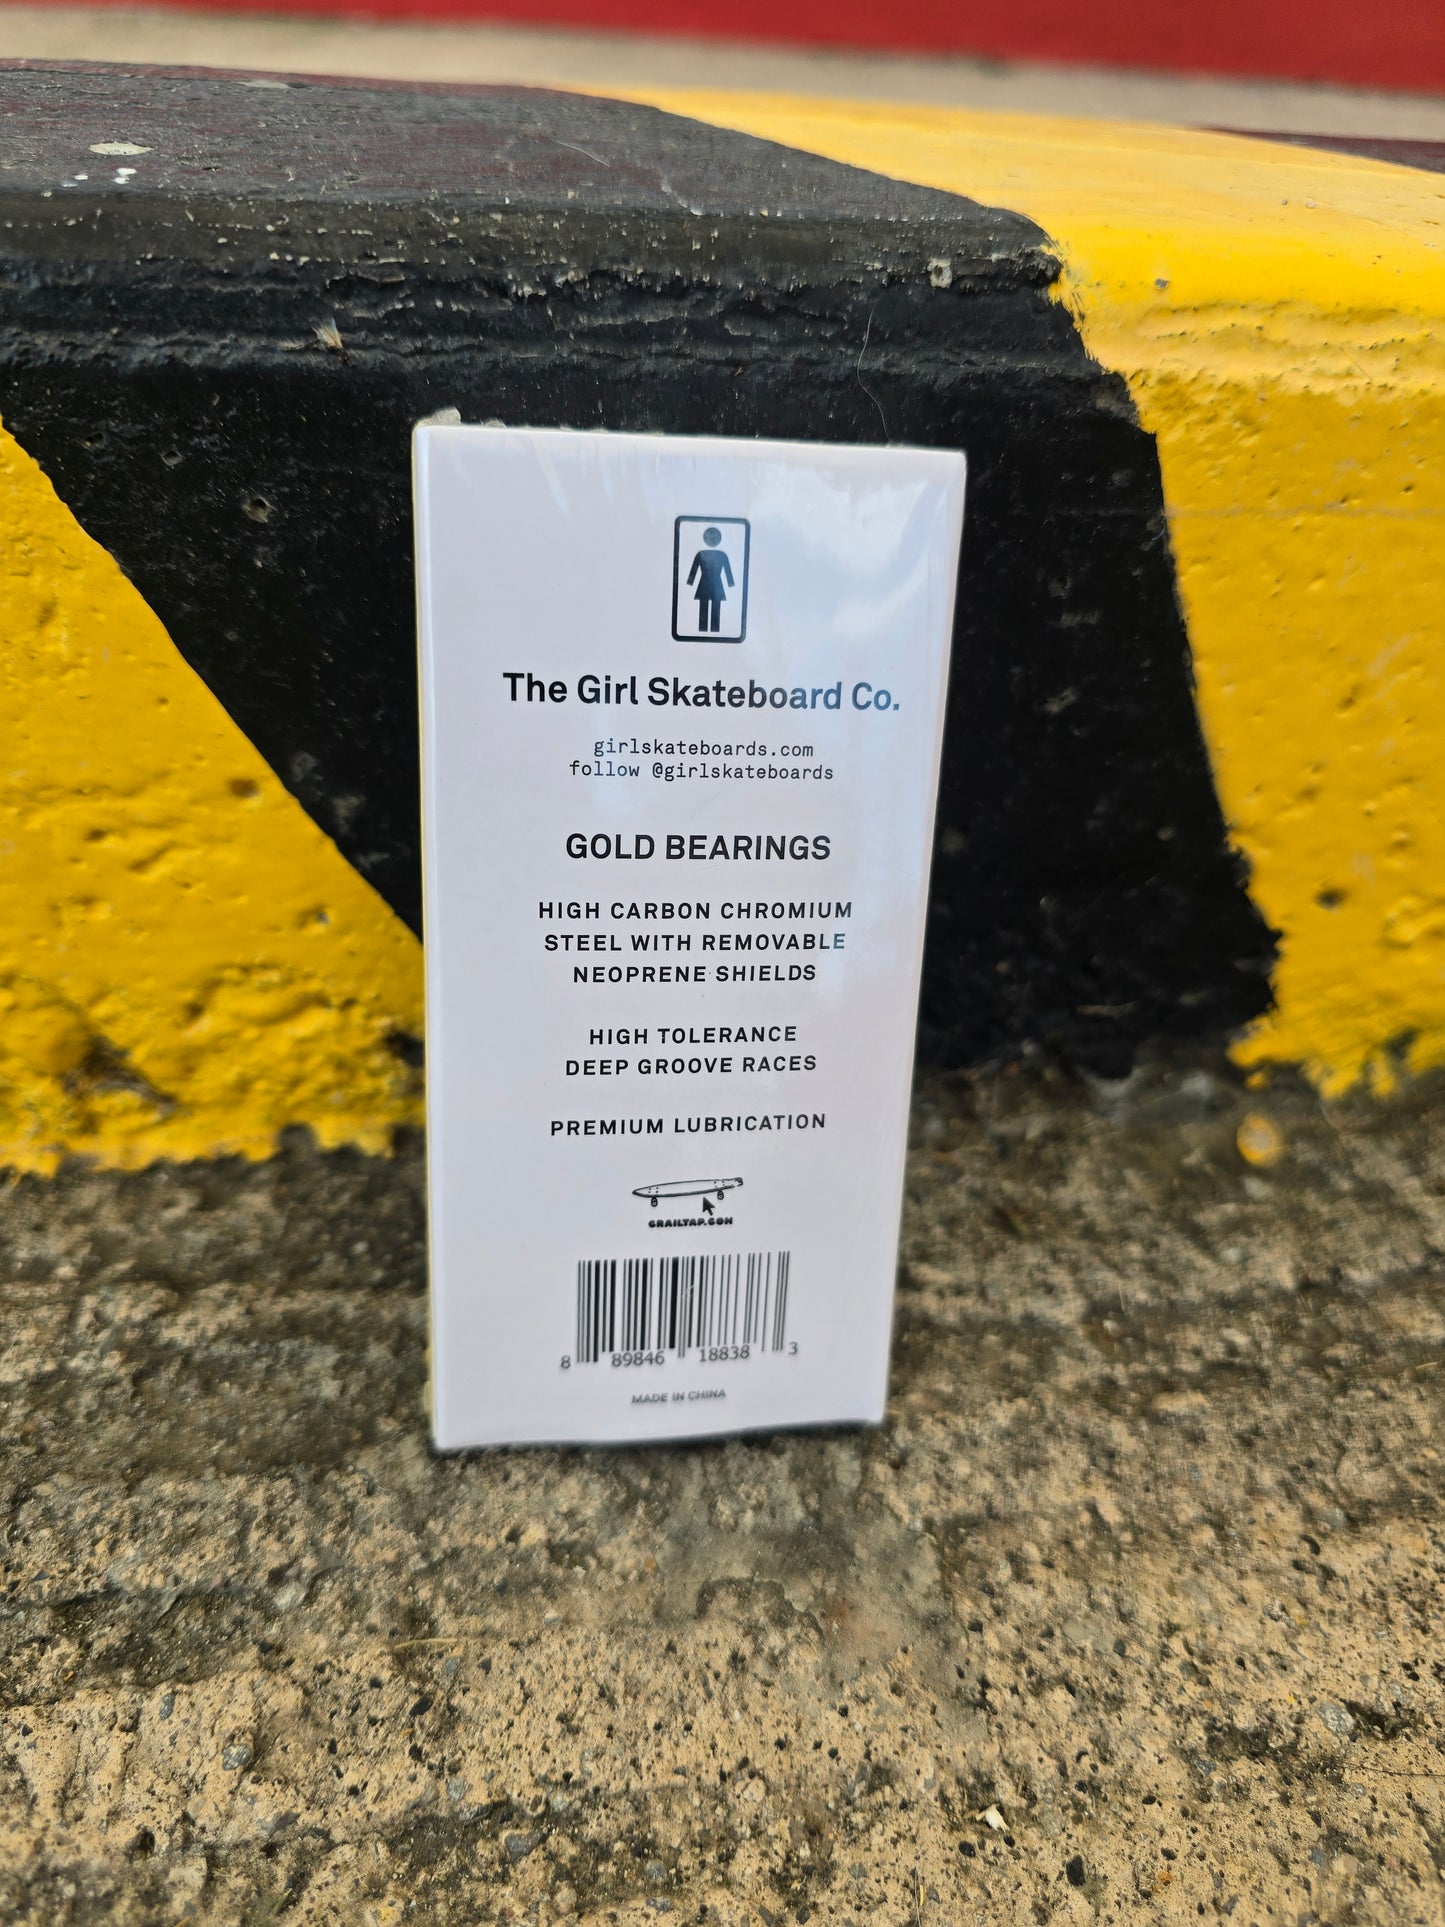 The Girl Skateboard Co.
girlskateboards.com
follow @girlskateboards
GOLD BEARINGS
HIGH CARBON CHROMIUM
STEEL WITH REMOVABLE
NEOPRENE SHIELDS
HIGH TOLERANCE
DEEP GROOVE RACES
PREMIUM LUBRICATION
CRAILTAP.COM
8 89846 18838 3
MADE IN CHINA